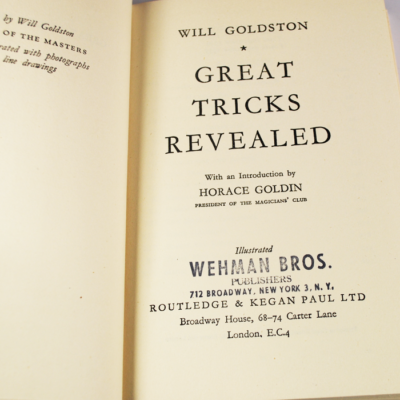 by Will Goldston
OF THE MASTERS
rated with photographs
line drawings
WILL GOLDSTON
★
GREAT
TRICKS
REVEALED
With an Introduction by
HORACE GOLDIN
PRESIDENT OF THE MAGICIANS' CLUB
Illustrated
WEHMAN BROS.
PUBLISHERS
712 BROADWAY, NEW YORK 3, N.Y.
ROUTLEDGE & KEGAN PAUL LTD
Broadway House, 68-74 Carter Lane
London, E.C.4